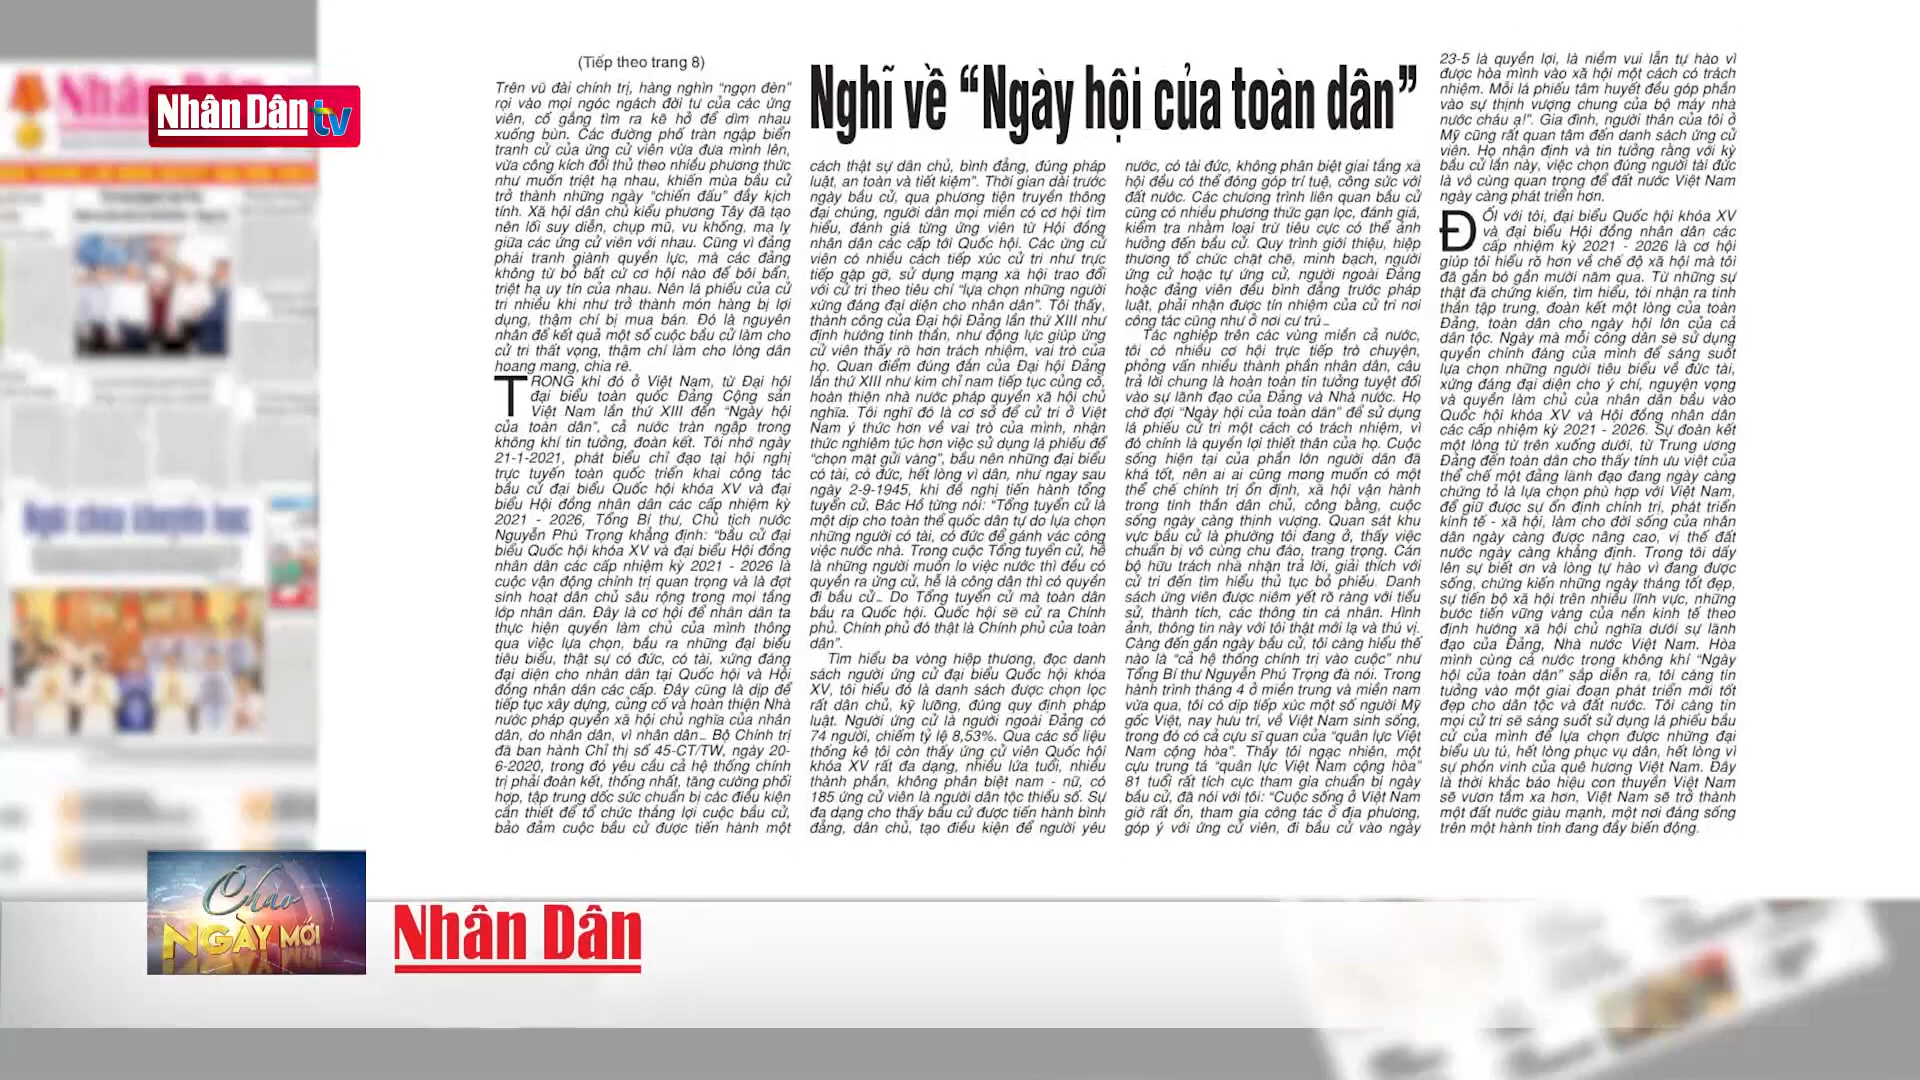 Nhân Dân tv
(Tiếp theo trang 8)
Trên vũ đài chính trị, hàng nghìn “ngọn đèn”
rọi vào mọi ngóc ngách đời tư của các ứng
viên, cố gắng tìm ra kẽ hở để dìm nhau
xuống bùn. Các đường phố tràn ngập biển
tranh cử của ứng cử viên vừa đưa mình lên,
vừa công kích đối thủ theo nhiều phương thức
như muốn triệt hạ nhau, khiến mùa bầu cử
trở thành những ngày “chiến đấu” đầy kịch
tính. Xã hội dân chủ kiểu phương Tây đã tạo
nên lối suy diễn, chụp mũ, vu khống, mạ lỵ
giữa các ứng cử viên với nhau. Cũng vì đảng
phái tranh giành quyền lực, mà các đảng
không từ bỏ bất cứ cơ hội nào để bôi bẩn,
triệt hạ uy tín của nhau. Nên lá phiếu của cử
tri nhiều khi như trở thành món hàng bị lợi
dụng, thậm chí bị mua bán. Đó là nguyên
nhân để kết quả một số cuộc bầu cử làm cho
cử tri thất vọng, thậm chí làm cho lòng dân
hoang mang, chia rẽ.
TRONG khi đó ở Việt Nam, từ Đại hội
đại biểu toàn quốc Đảng Cộng sản
Việt Nam lần thứ XIII đến “Ngày hội
của toàn dân”, cả nước tràn ngập trong
không khí tin tưởng, đoàn kết. Tôi nhớ ngày
21-1-2021, phát biểu chỉ đạo tại hội nghị
trực tuyến toàn quốc triển khai công tác
bầu cử đại biểu Quốc hội khóa XV và đại
biểu Hội đồng nhân dân các cấp nhiệm kỳ
2021 - 2026, Tổng Bí thư, Chủ tịch nước
Nguyễn Phú Trọng khẳng định: “bầu cử đại
biểu Quốc hội khóa XV và đại biểu Hội đồng
nhân dân các cấp nhiệm kỳ 2021 - 2026 là
cuộc vận động chính trị quan trọng và là đợt
sinh hoạt dân chủ sâu rộng trong mọi tầng
lớp nhân dân. Đây là cơ hội để nhân dân ta
thực hiện quyền làm chủ của mình thông
qua việc lựa chọn, bầu ra những đại biểu
tiêu biểu, thật sự có đức, có tài, xứng đáng
đại diện cho nhân dân tại Quốc hội và Hội
đồng nhân dân các cấp. Đây cũng là dịp để
tiếp tục xây dựng, củng cố và hoàn thiện Nhà
nước pháp quyền xã hội chủ nghĩa của nhân
dân, do nhân dân, vì nhân dân... Bộ Chính trị
đã ban hành Chỉ thị số 45-CT/TW, ngày 20-
6-2020, trong đó yêu cầu cả hệ thống chính
trị phải đoàn kết, thống nhất, tăng cường phối
hợp, tập trung dốc sức chuẩn bị các điều kiện
cần thiết để tổ chức thắng lợi cuộc bầu cử,
bảo đảm cuộc bầu cử được tiến hành một
Nghĩ về “Ngày hội của toàn dân”
cách thật sự dân chủ, bình đẳng, đúng pháp
luật, an toàn và tiết kiệm”. Thời gian dài trước
ngày bầu cử, qua phương tiện truyền thông
đại chúng, người dân mọi miền có cơ hội tìm
hiểu, đánh giá từng ứng viên từ Hội đồng
nhân dân các cấp tới Quốc hội. Các ứng cử
viên có nhiều cách tiếp xúc cử tri như trực
tiếp gặp gỡ, sử dụng mạng xã hội trao đổi
với cử tri theo tiêu chí “lựa chọn những người
xứng đáng đại diện cho nhân dân”. Tôi thấy,
thành công của Đại hội Đảng lần thứ XIII như
định hướng tinh thần, như động lực giúp ứng
cử viên thấy rõ hơn trách nhiệm, vai trò của
họ. Quan điểm đúng đắn của Đại hội Đảng
lần thứ XIII như kim chỉ nam tiếp tục củng cố,
hoàn thiện nhà nước pháp quyền xã hội chủ
nghĩa. Tôi nghĩ đó là cơ sở để cử tri ở Việt
Nam ý thức hơn về vai trò của mình, nhận
thức nghiêm túc hơn việc sử dụng lá phiếu để
“chọn mặt gửi vàng”, bầu nên những đại biểu
có tài, có đức, hết lòng vì dân, như ngay sau
ngày 2-9-1945, khi đề nghị tiến hành tổng
tuyển cử, Bác Hồ từng nói: “Tổng tuyển cử là
một dịp cho toàn thể quốc dân tự do lựa chọn
những người có tài, có đức để gánh vác công
việc nước nhà. Trong cuộc Tổng tuyển cử, hễ
là những người muốn lo việc nước thì đều có
quyền ra ứng cử, hễ là công dân thì có quyền
đi bầu cử... Do Tổng tuyển cử mà toàn dân
bầu ra Quốc hội. Quốc hội sẽ cử ra Chính
phủ. Chính phủ đó thật là Chính phủ của toàn
dân”.
Tìm hiểu ba vòng hiệp thương, đọc danh
sách người ứng cử đại biểu Quốc hội khóa
XV, tôi hiểu đó là danh sách được chọn lọc
rất dân chủ, kỹ lưỡng, đúng quy định pháp
luật. Người ứng cử là người ngoài Đảng có
74 người, chiếm tỷ lệ 8,53%. Qua các số liệu
thống kê tôi còn thấy ứng cử viên Quốc hội
khóa XV rất đa dạng, nhiều lứa tuổi, nhiều
thành phần, không phân biệt nam - nữ, có
185 ứng cử viên là người dân tộc thiểu số. Sự
đa dạng cho thấy bầu cử được tiến hành bình
đẳng, dân chủ, tạo điều kiện để người yêu
nước, có tài đức, không phân biệt giai tầng xã
hội đều có thể đóng góp trí tuệ, công sức với
đất nước. Các chương trình liên quan bầu cử
cũng có nhiều phương thức gạn lọc, đánh giá,
kiểm tra nhằm loại trừ tiêu cực có thể ảnh
hưởng đến bầu cử. Quy trình giới thiệu, hiệp
thương tổ chức chặt chẽ, minh bạch, người
ứng cử hoặc tự ứng cử, người ngoài Đảng
hoặc đảng viên đều bình đẳng trước pháp
luật, phải nhận được tín nhiệm của cử tri nơi
công tác cũng như ở nơi cư trú...
Tác nghiệp trên các vùng miền cả nước,
tôi có nhiều cơ hội trực tiếp trò chuyện,
phỏng vấn nhiều thành phần nhân dân, câu
trả lời chung là hoàn toàn tin tưởng tuyệt đối
vào sự lãnh đạo của Đảng và Nhà nước. Họ
chờ đợi “Ngày hội của toàn dân” để sử dụng
lá phiếu cử tri một cách có trách nhiệm, vì
đó chính là quyền lợi thiết thân của họ. Cuộc
sống hiện tại của phần lớn người dân đã
khá tốt, nên ai ai cũng mong muốn có một
thể chế chính trị ổn định, xã hội vận hành
trong tinh thần dân chủ, công bằng, cuộc
sống ngày càng thịnh vượng. Quan sát khu
vực bầu cử là phường tôi đang ở, thấy việc
chuẩn bị vô cùng chu đáo, trang trọng. Cán
bộ hữu trách nhã nhặn trả lời, giải thích với
cử tri đến tìm hiểu thủ tục bỏ phiếu. Danh
sách ứng viên được niêm yết rõ ràng với tiểu
sử, thành tích, các thông tin cá nhân. Hình
ảnh, thông tin này với tôi thật mới lạ và thú vị.
Càng đến gần ngày bầu cử, tôi càng hiểu thế
nào là “cả hệ thống chính trị vào cuộc” như
Tổng Bí thư Nguyễn Phú Trọng đã nói. Trong
hành trình tháng 4 ở miền trung và miền nam
vừa qua, tôi có dịp tiếp xúc một số người Mỹ
gốc Việt, nay hưu trí, về Việt Nam sinh sống,
trong đó có cả cựu sĩ quan của “quân lực Việt
Nam cộng hòa”. Thấy tôi ngạc nhiên, một
cựu trung tá “quân lực Việt Nam cộng hòa”
81 tuổi rất tích cực tham gia chuẩn bị ngày
bầu cử, đã nói với tôi: “Cuộc sống ở Việt Nam
giờ rất ổn, tham gia công tác ở địa phương,
góp ý với ứng cử viên, đi bầu cử vào ngày
23-5 là quyền lợi, là niềm vui lẫn tự hào vì
được hòa mình vào xã hội một cách có trách
nhiệm. Mỗi lá phiếu tâm huyết đều góp phần
vào sự thịnh vượng chung của bộ máy nhà
nước cháu ạ!”. Gia đình, người thân của tôi ở
Mỹ cũng rất quan tâm đến danh sách ứng cử
viên. Họ nhận định và tin tưởng rằng với kỳ
bầu cử lần này, việc chọn đúng người tài đức
là vô cùng quan trọng để đất nước Việt Nam
ngày càng phát triển hơn.
ĐỐI với tôi, đại biểu Quốc hội khóa XV
và đại biểu Hội đồng nhân dân các
cấp nhiệm kỳ 2021 - 2026 là cơ hội
giúp tôi hiểu rõ hơn về chế độ xã hội mà tôi
đã gắn bó gần mười năm qua. Từ những sự
thật đã chứng kiến, tìm hiểu, tôi nhận ra tinh
thần tập trung, đoàn kết một lòng của toàn
Đảng, toàn dân cho ngày hội lớn của cả
dân tộc. Ngày mà mỗi công dân sẽ sử dụng
quyền chính đáng của mình để sáng suốt
lựa chọn những người tiêu biểu về đức tài,
xứng đáng đại diện cho ý chí, nguyện vọng
và quyền làm chủ của nhân dân bầu vào
Quốc hội khóa XV và Hội đồng nhân dân
các cấp nhiệm kỳ 2021 - 2026. Sự đoàn kết
một lòng từ trên xuống dưới, từ Trung ương
Đảng đến toàn dân cho thấy tính ưu việt của
thể chế một đảng lãnh đạo đang ngày càng
chứng tỏ là lựa chọn phù hợp với Việt Nam,
để giữ được sự ổn định chính trị, phát triển
kinh tế - xã hội, làm cho đời sống của nhân
dân ngày càng được nâng cao, vị thế đất
nước ngày càng khẳng định. Trong tôi dấy
lên sự biết ơn và lòng tự hào vì đang được
sống, chứng kiến những ngày tháng tốt đẹp,
sự tiến bộ xã hội trên nhiều lĩnh vực, những
bước tiến vững vàng của nền kinh tế theo
định hướng xã hội chủ nghĩa dưới sự lãnh
đạo của Đảng, Nhà nước Việt Nam. Hòa
mình cùng cả nước trong không khí “Ngày
hội của toàn dân” sắp diễn ra, tôi càng tin
tưởng vào một giai đoạn phát triển mới tốt
đẹp cho dân tộc và đất nước. Tôi càng tin
mọi cử tri sẽ sáng suốt sử dụng lá phiếu bầu
cử của mình để lựa chọn được những đại
biểu ưu tú, hết lòng phục vụ dân, hết lòng vì
sự phồn vinh của quê hương Việt Nam. Đây
là thời khắc báo hiệu con thuyền Việt Nam
sẽ vươn tầm xa hơn, Việt Nam sẽ trở thành
một đất nước giàu mạnh, một nơi đáng sống
trên một hành tinh đang đầy biến động.
Chào
NGÀY MỚI
Nhân Dân